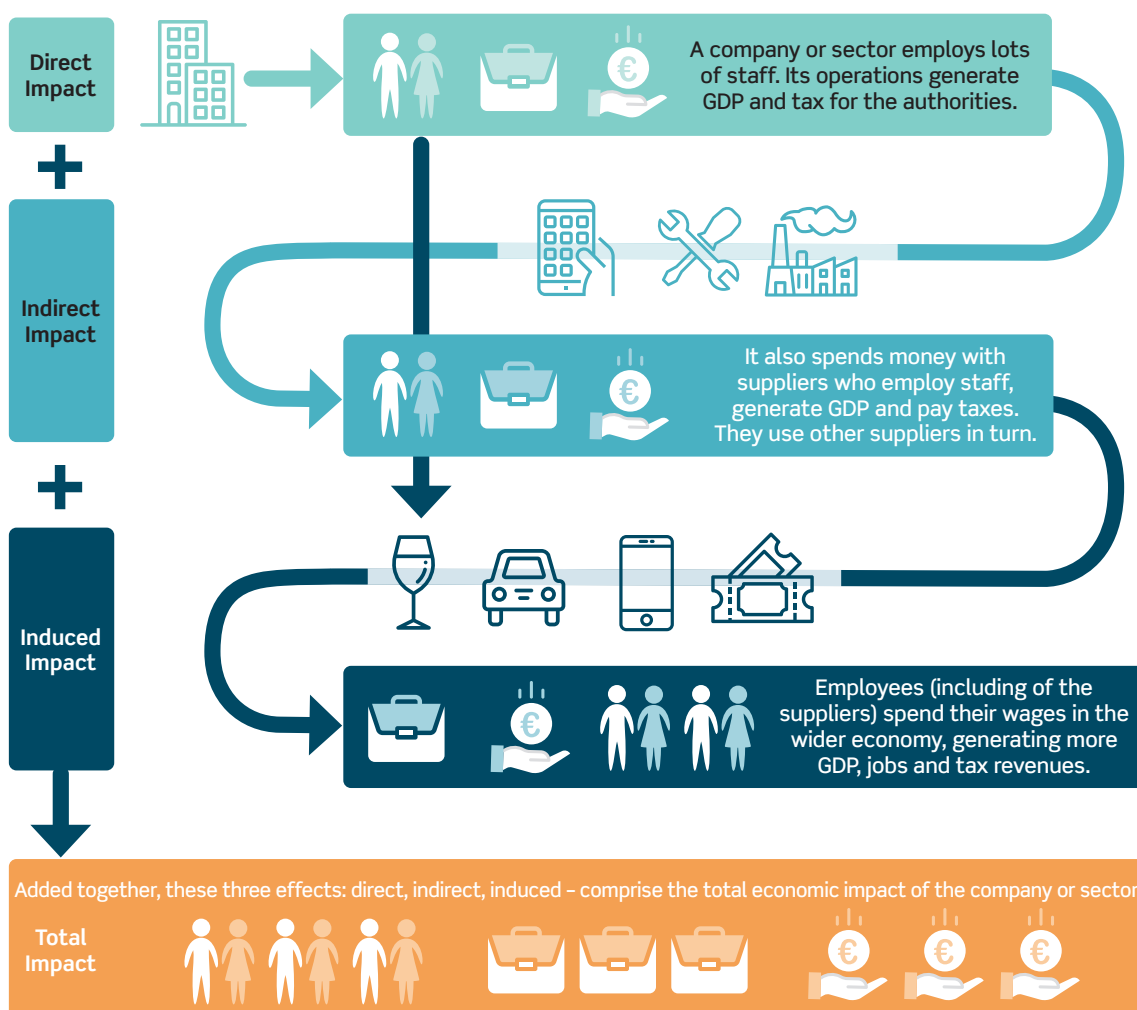 Direct
Impact
A company or sector employs lots
of staff. Its operations generate
GDP and tax for the authorities.
€
+
Indirect
Impact
It also spends money with
suppliers who employ staff,
generate GDP and pay taxes.
They use other suppliers in turn.
€
+
Induced
Impact
Employees (including of the
suppliers) spend their wages in the
wider economy, generating more
GDP, jobs and tax revenues.
€
Added together, these three effects: direct, indirect, induced – comprise the total economic impact of the company or sector
Total
Impact
€ € €